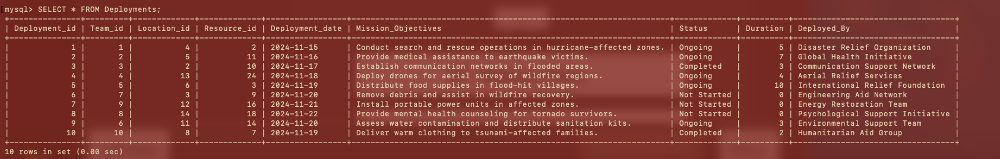 [mysql> SELECT * FROM Deployments;
+---------------+---------+-------------+-------------+-----------------+--------------------------------------------------------------------+-------------+----------+----------------------------------+
| Deployment_id | Team_id | Location_id | Resource_id | Deployment_date | Mission_Objectives                                                 | Status      | Duration | Deployed_By                      |
+---------------+---------+-------------+-------------+-----------------+--------------------------------------------------------------------+-------------+----------+----------------------------------+
|             1 |       1 |           4 |           2 | 2024-11-15      | Conduct search and rescue operations in hurricane-affected zones. | Ongoing     |        5 | Disaster Relief Organization     |
|             2 |       2 |           5 |          11 | 2024-11-16      | Provide medical assistance to earthquake victims.                  | Ongoing     |        7 | Global Health Initiative         |
|             3 |       3 |           2 |          10 | 2024-11-17      | Establish communication networks in flooded areas.                 | Completed   |        3 | Communication Support Network    |
|             4 |       4 |          13 |          24 | 2024-11-18      | Deploy drones for aerial survey of wildfire regions.               | Ongoing     |        4 | Aerial Relief Services           |
|             5 |       5 |           6 |           3 | 2024-11-19      | Distribute food supplies in flood-hit villages.                    | Ongoing     |       10 | International Relief Foundation  |
|             6 |       7 |           3 |           9 | 2024-11-20      | Remove debris and assist in wildfire recovery.                     | Not Started |        0 | Engineering Aid Network          |
|             7 |       9 |          12 |          16 | 2024-11-21      | Install portable power units in affected zones.                    | Not Started |        0 | Energy Restoration Team          |
|             8 |       8 |          14 |          18 | 2024-11-22      | Provide mental health counseling for tornado survivors.            | Not Started |        0 | Psychological Support Initiative |
|             9 |       6 |          11 |          14 | 2024-11-20      | Assess water contamination and distribute sanitation kits.         | Ongoing     |        3 | Environmental Support Team       |
|            10 |      10 |           8 |           7 | 2024-11-19      | Deliver warm clothing to tsunami-affected families.                | Completed   |        2 | Humanitarian Aid Group           |
+---------------+---------+-------------+-------------+-----------------+--------------------------------------------------------------------+-------------+----------+----------------------------------+
10 rows in set (0.00 sec)